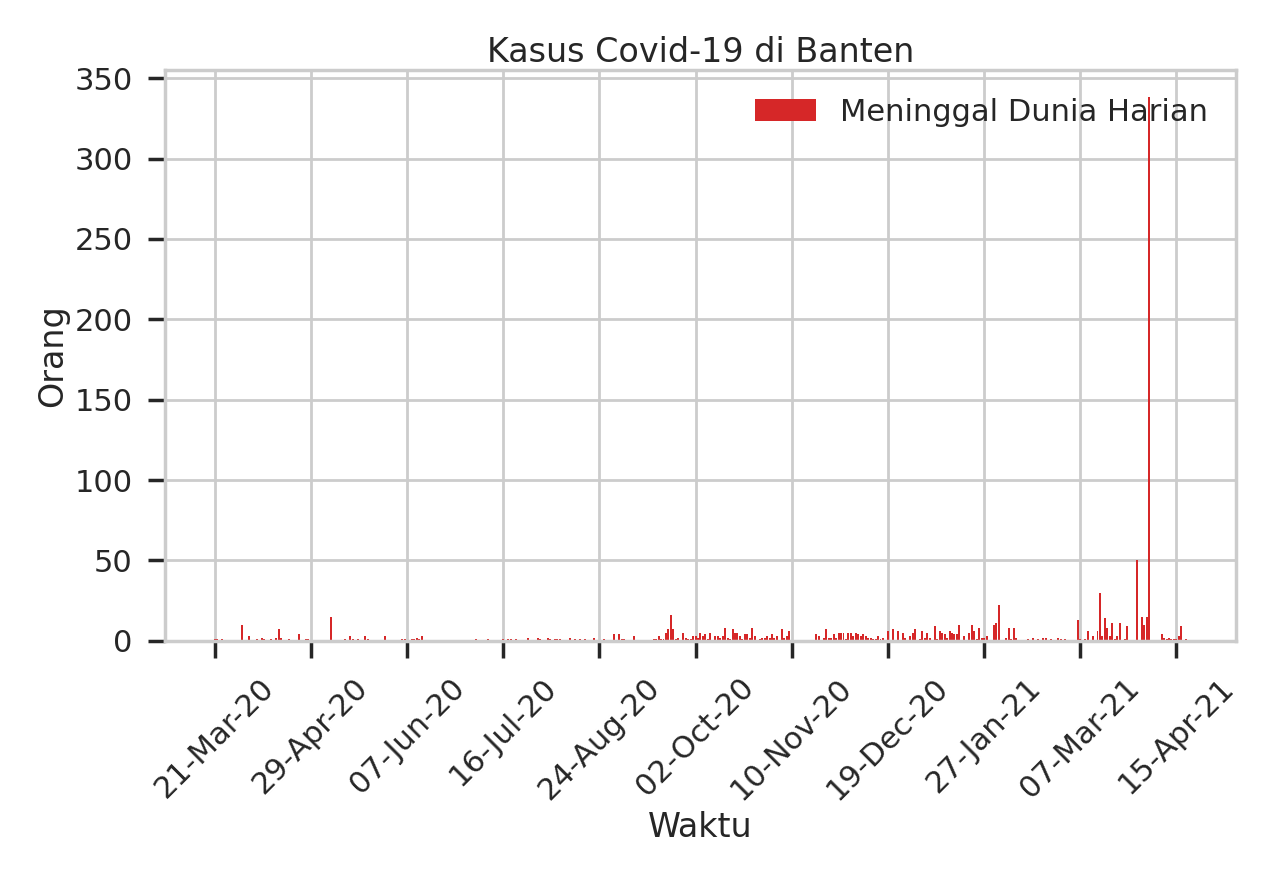 Kasus Covid-19 di Banten
Meninggal Dunia Harian
Orang
350
300
250
200
150
100
50
0
21-Mar-20
29-Apr-20
07-Jun-20
16-Jul-20
24-Aug-20
02-Oct-20
10-Nov-20
19-Dec-20
27-Jan-21
07-Mar-21
15-Apr-21
Waktu